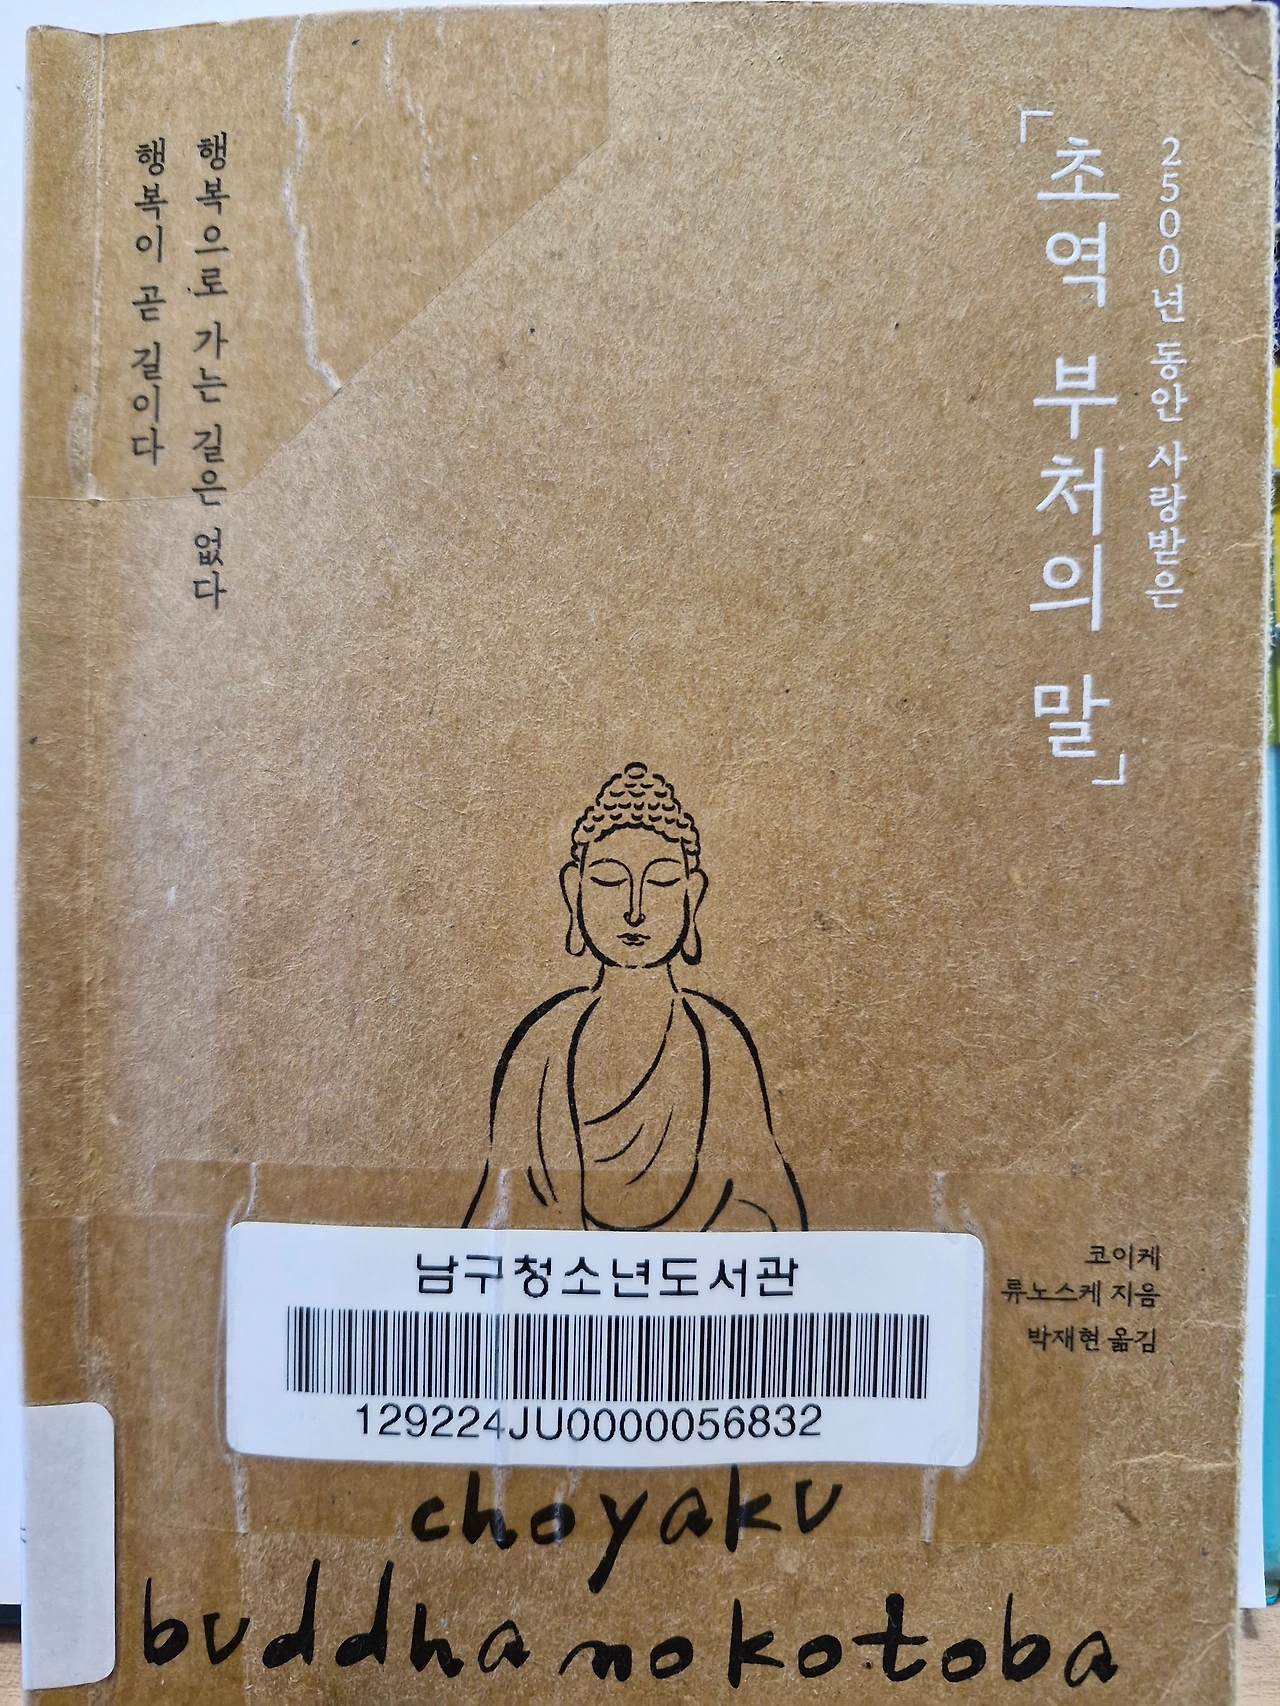 2500년 동안 사랑받은
「초역 부처의 말」
행복으로 가는 길은 없다
행복이 곧 길이다
코이케
류노스케 지음
박재현 옮김
남구청소년도서관
129224JU0000056832
choyaku
buddha no kotoba